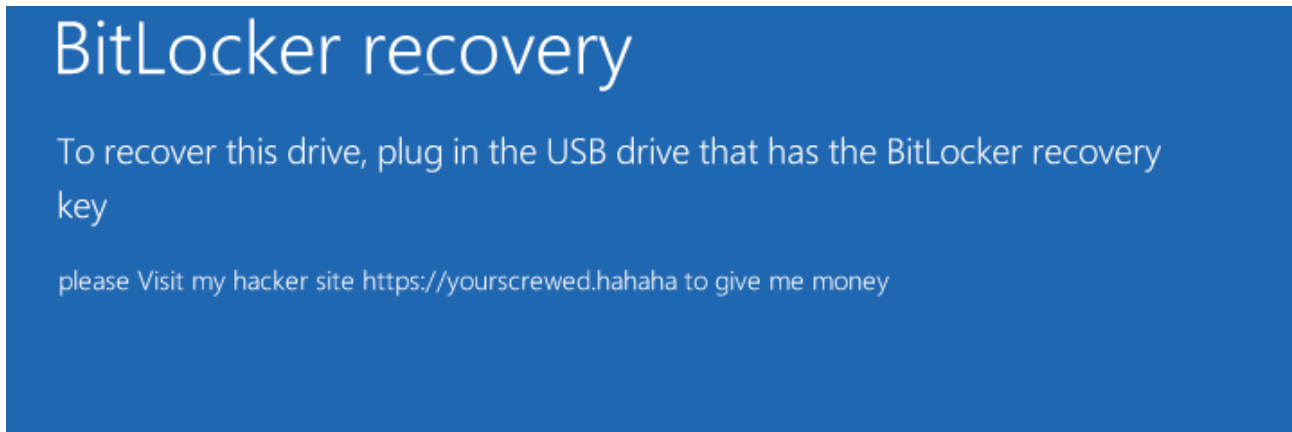 BitLocker recovery
To recover this drive, plug in the USB drive that has the BitLocker recovery
key
please Visit my hacker site https://yourscrewed.hahaha to give me money